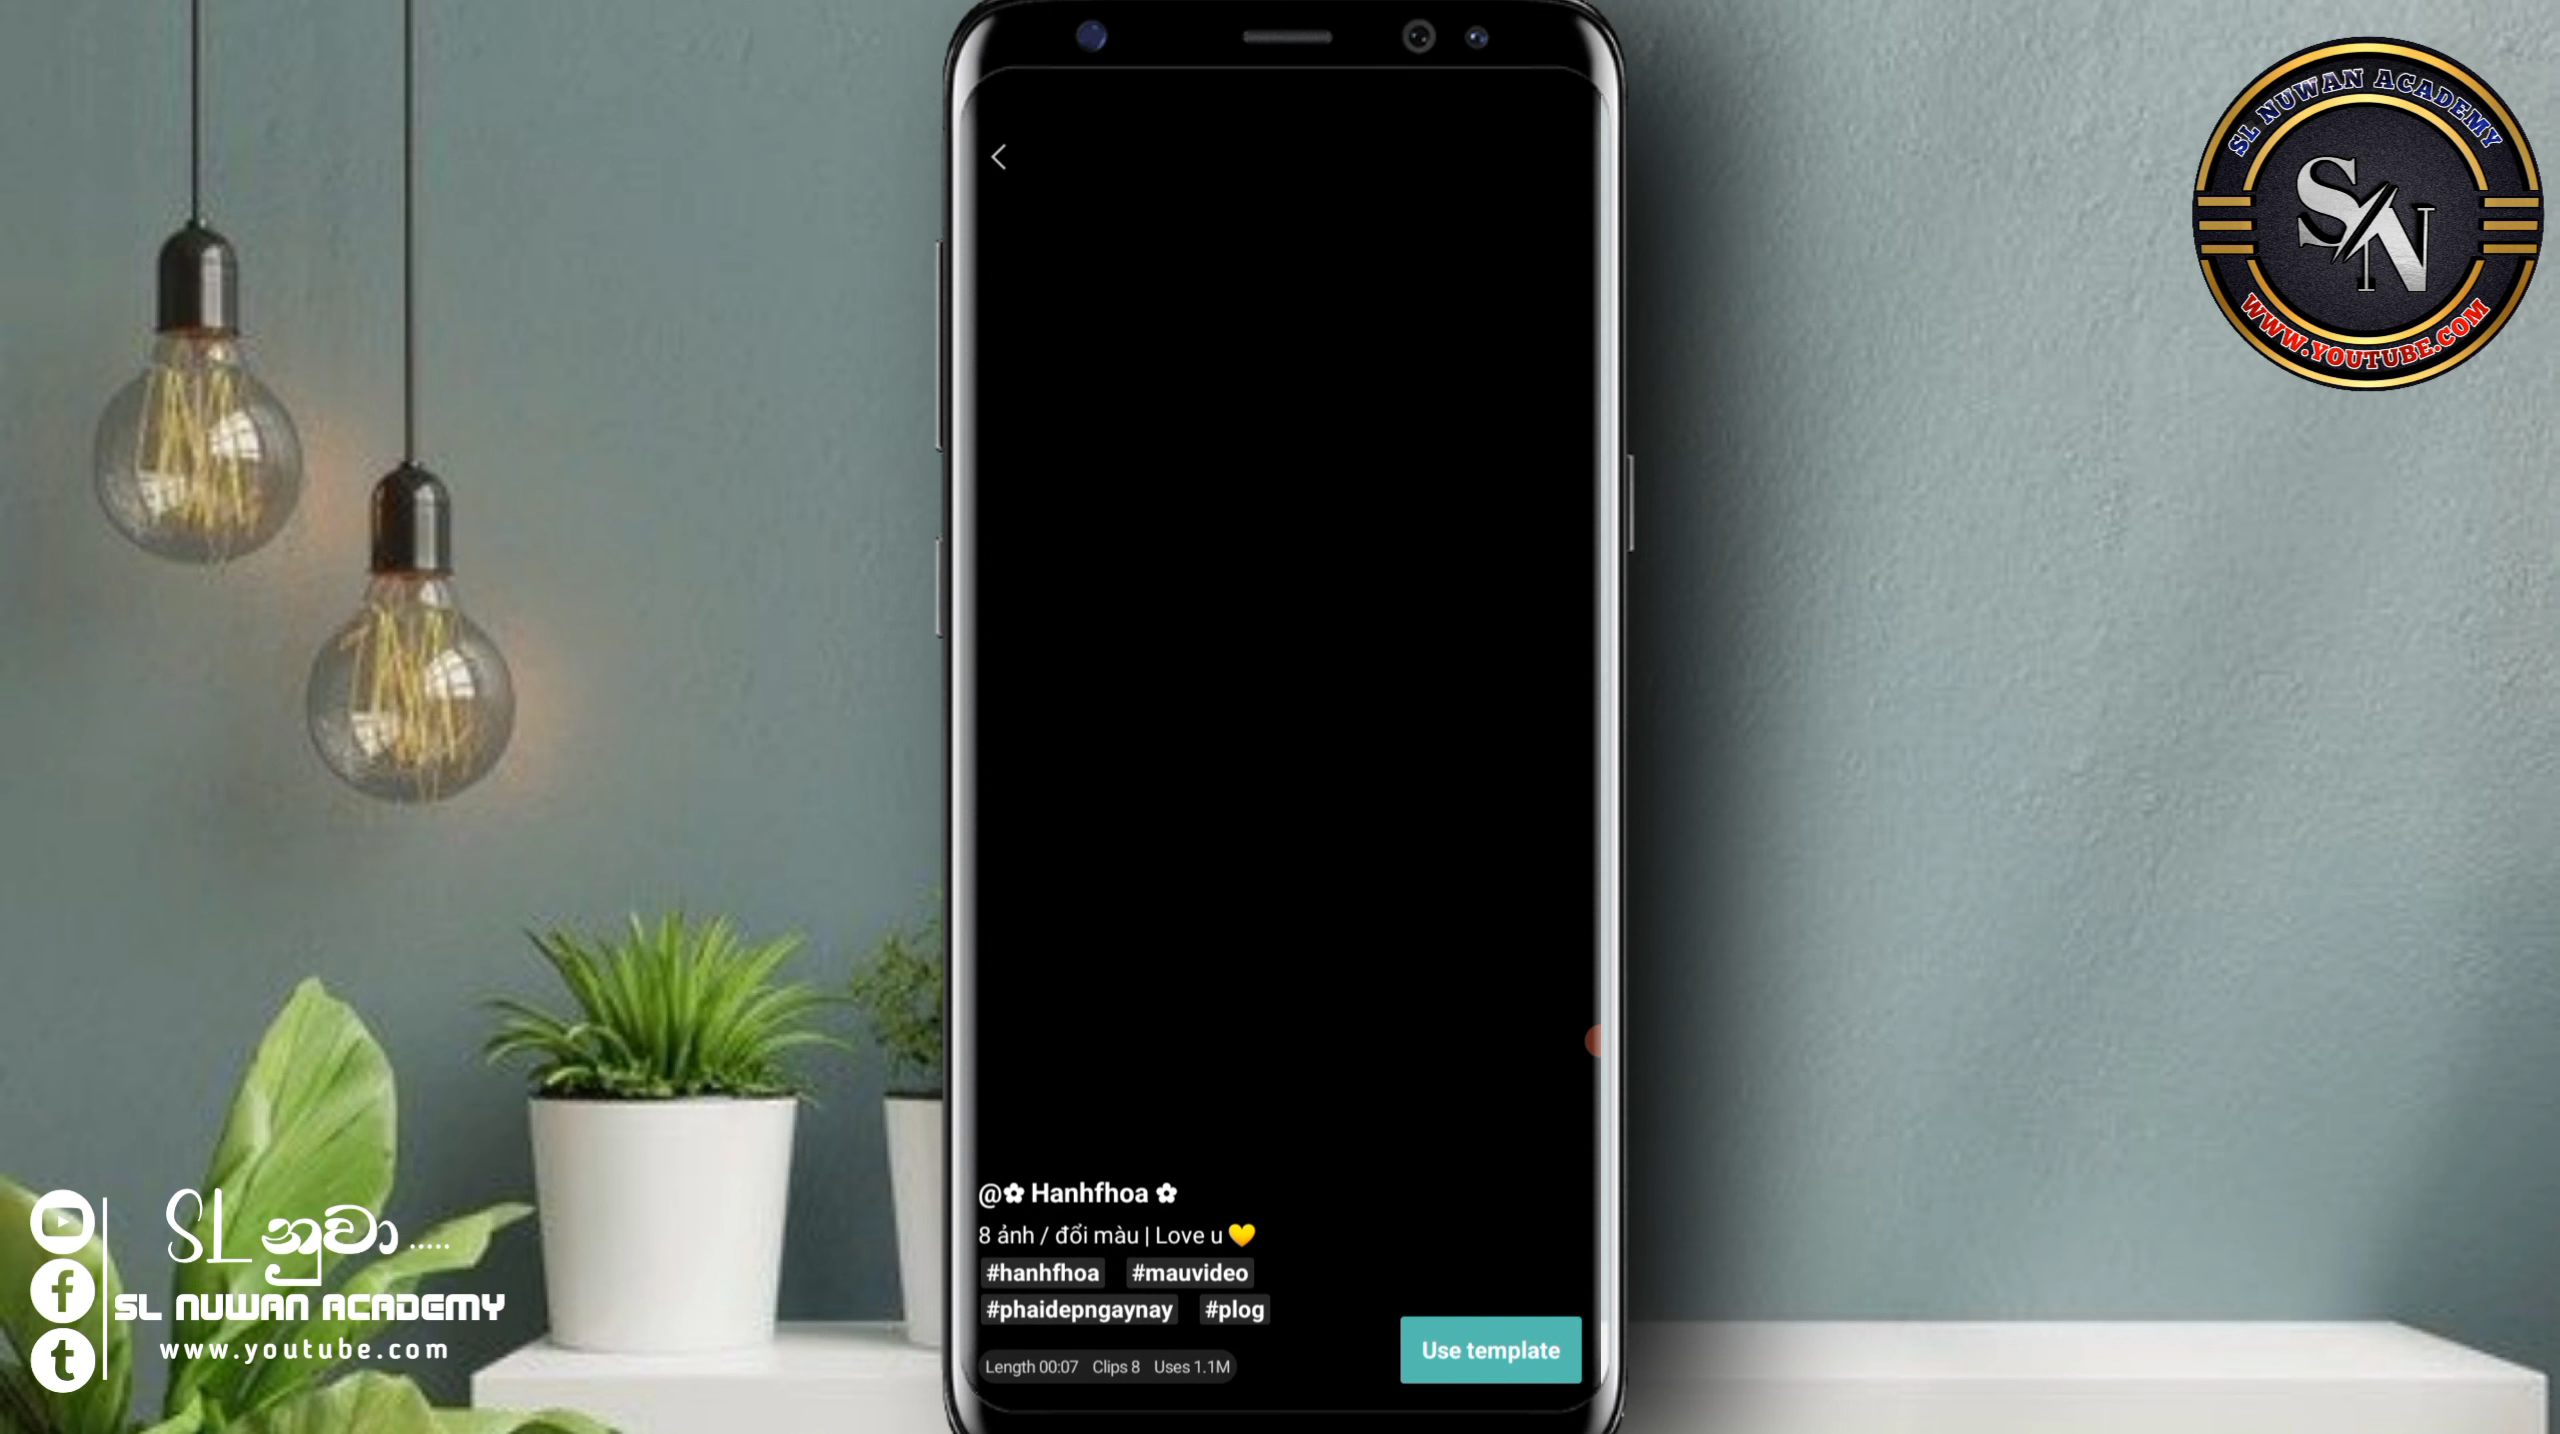 SL NUWAN ACADEMY
S/N
WWW.YOUTUBE.COM
@✿ Hanhfhoa ✿
8 ảnh / đổi màu | Love u 💛
#hanhfhoa #mauvideo
#phaidepngaynay #plog
Length 00:07 Clips 8 Uses 1.1M
Use template
SL නුවා .....
SL NUWAN ACADEMY
www.youtube.com